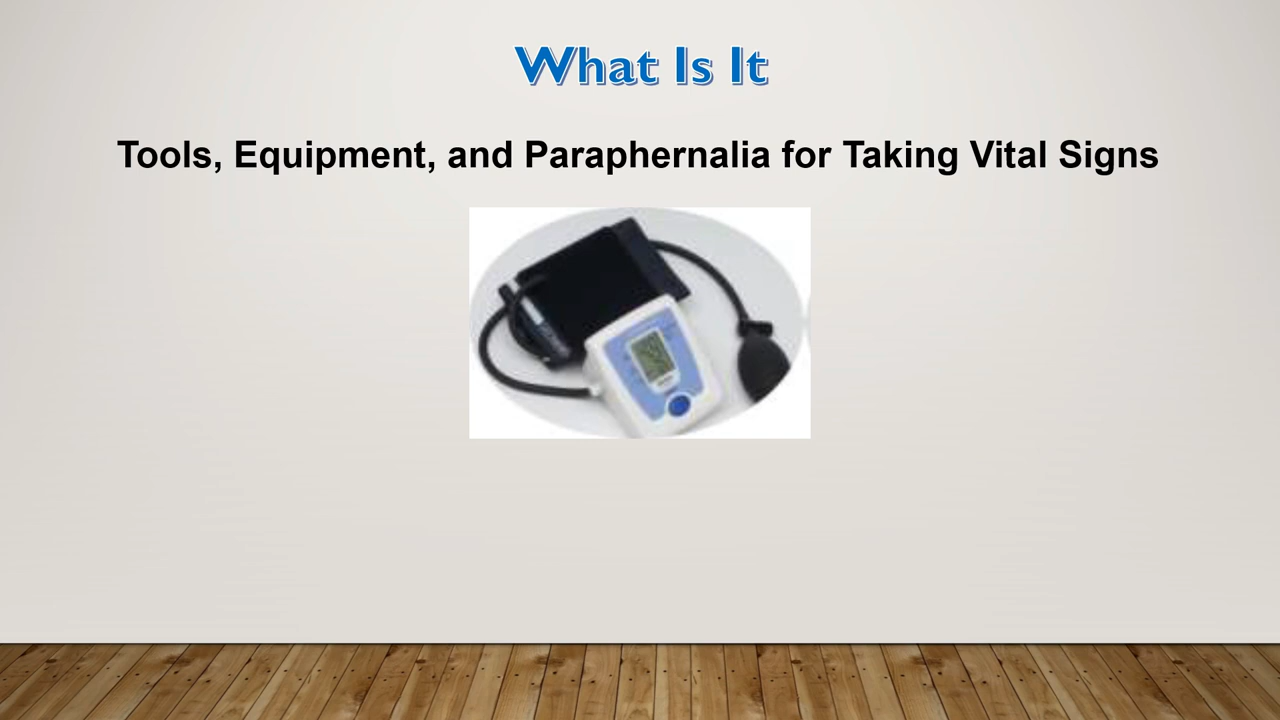 What Is It
Tools, Equipment, and Paraphernalia for Taking Vital Signs